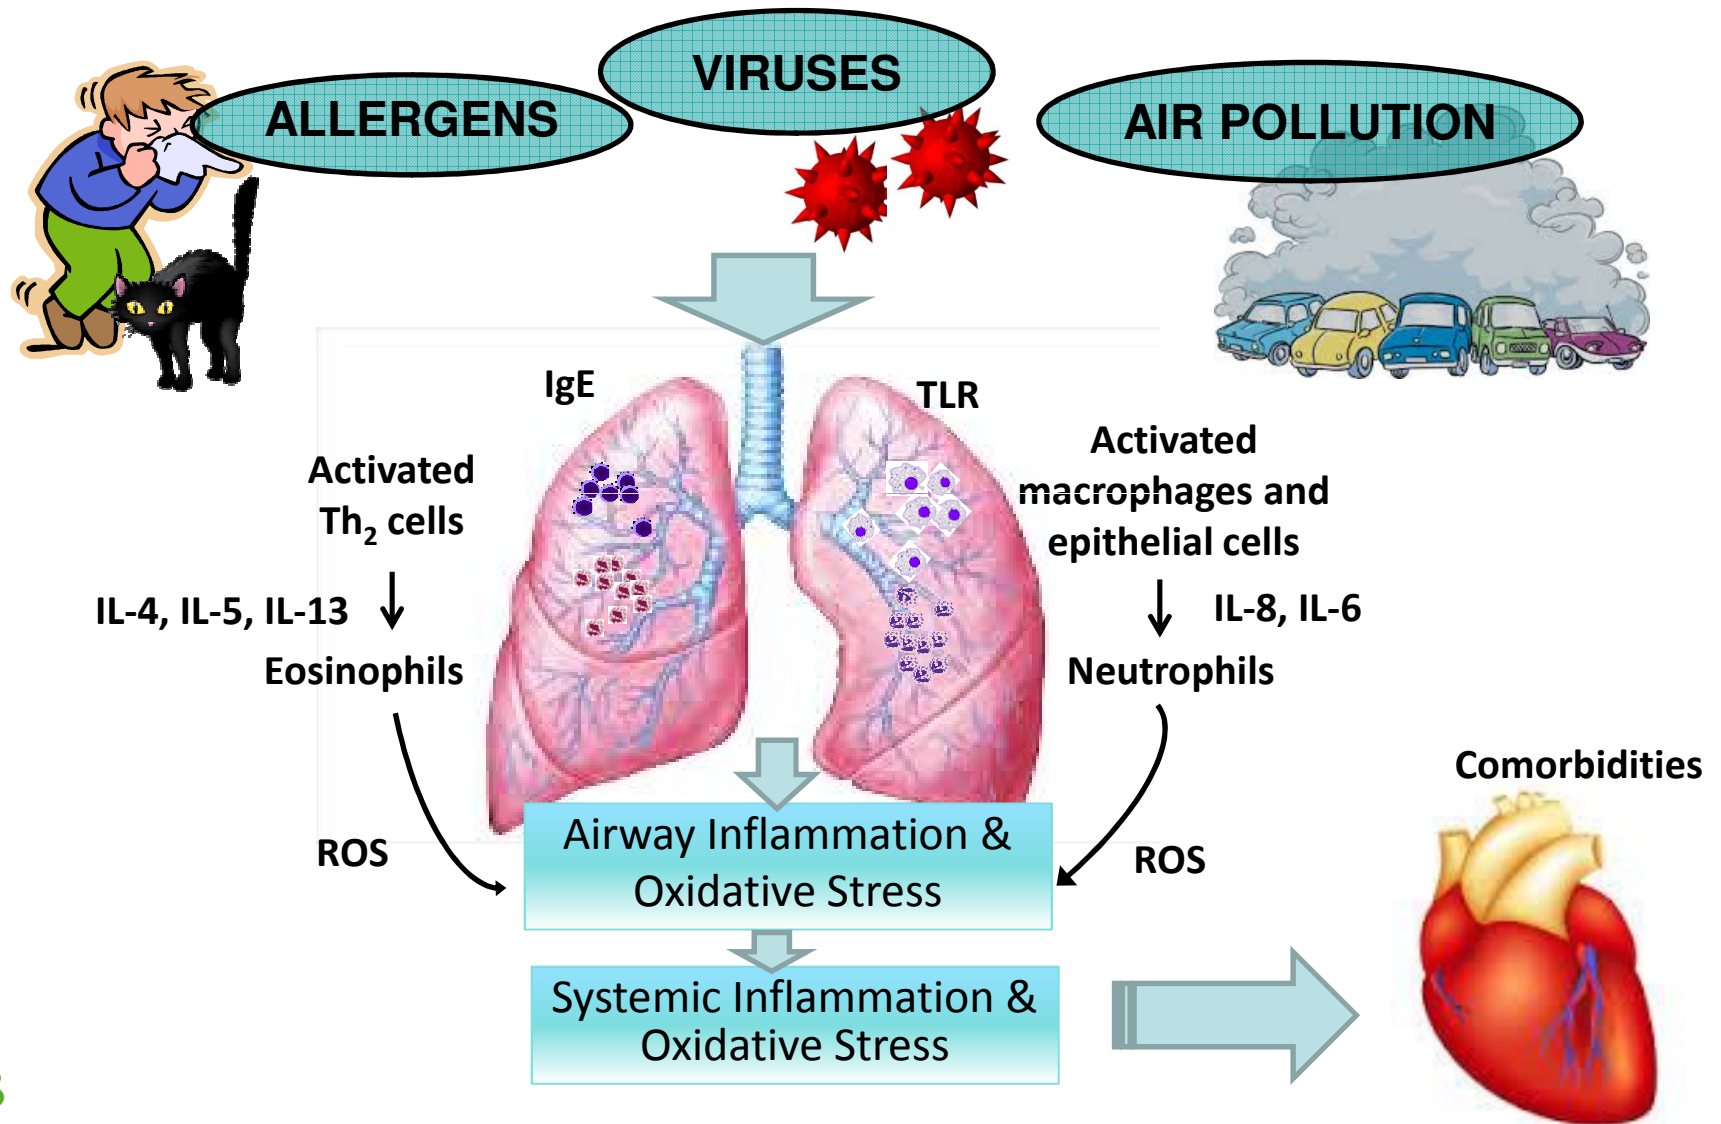 ALLERGENS
VIRUSES
AIR POLLUTION
IgE
TLR
Activated
Th₂ cells
IL-4, IL-5, IL-13
Eosinophils
ROS
Activated
macrophages and
epithelial cells
IL-8, IL-6
Neutrophils
ROS
Airway Inflammation &
Oxidative Stress
Systemic Inflammation &
Oxidative Stress
Comorbidities